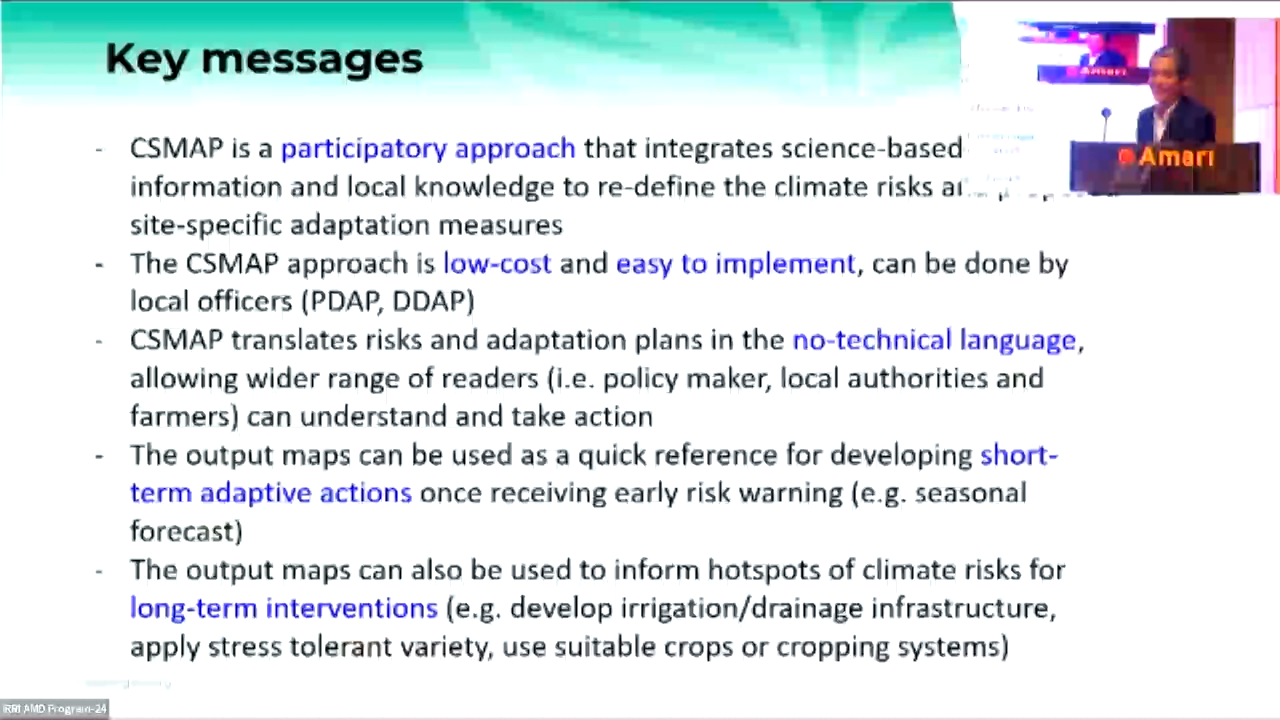 Key messages
Amari
Amari
- CSMAP is a participatory approach that integrates science-based
information and local knowledge to re-define the climate risks
site-specific adaptation measures
- The CSMAP approach is low-cost and easy to implement, can be done by
local officers (PDAP, DDAP)
- CSMAP translates risks and adaptation plans in the no-technical language,
allowing wider range of readers (i.e. policy maker, local authorities and
farmers) can understand and take action
- The output maps can be used as a quick reference for developing short-
term adaptive actions once receiving early risk warning (e.g. seasonal
forecast)
- The output maps can also be used to inform hotspots of climate risks for
long-term interventions (e.g. develop irrigation/drainage infrastructure,
apply stress tolerant variety, use suitable crops or cropping systems)
IRRI AMD Program-24